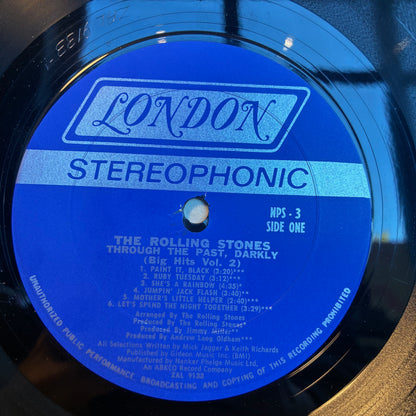 LONDON
STEREOPHONIC
NPS - 3
SIDE ONE
THE ROLLING STONES
THROUGH THE PAST, DARKLY
(Big Hits Vol. 2)
1. PAINT IT, BLACK (3:20)***
2. RUBY TUESDAY (3:12)***
3. SHE'S A RAINBOW (4:35)*
4. JUMPIN' JACK FLASH (3:40)**
5. MOTHER'S LITTLE HELPER (2:40)***
6. LET'S SPEND THE NIGHT TOGETHER (3:29)***
Arranged By The Rolling Stones
Produced By The Rolling Stones*
Produced By Jimmy Miller**
Produced By Andrew Loog Oldham***
All Selections Written by Mick Jagger & Keith Richards
Published by Gideon Music Inc. (BMI)
Manufactured by Nanker Phelge Music Ltd.
An ABKCO Record Company
ZAL 9132
UNAUTHORIZED PUBLIC PERFORMANCE, BROADCASTING AND COPYING OF THIS RECORDING PROHIBITED